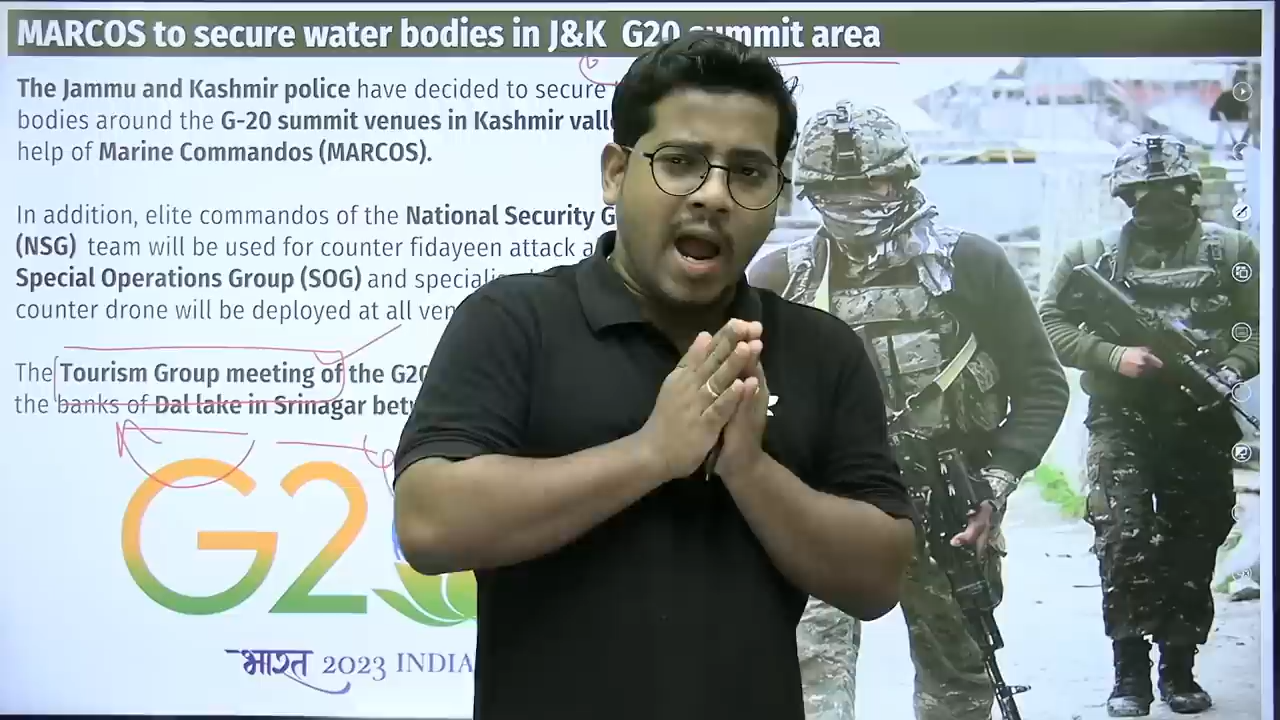 MARCOS to secure water bodies in J&K G20 summit area
The Jammu and Kashmir police have decided to secure
bodies around the G-20 summit venues in Kashmir
help of Marine Commandos (MARCOS).
In addition, elite commandos of the National Security
(NSG) team will be used for counter fidayeen attack
Special Operations Group (SOG) and
counter drone will be deployed at all
The Tourism Group meeting of the
the banks of Dal lake in Srinagar
G20
भारत 2023 INDIA